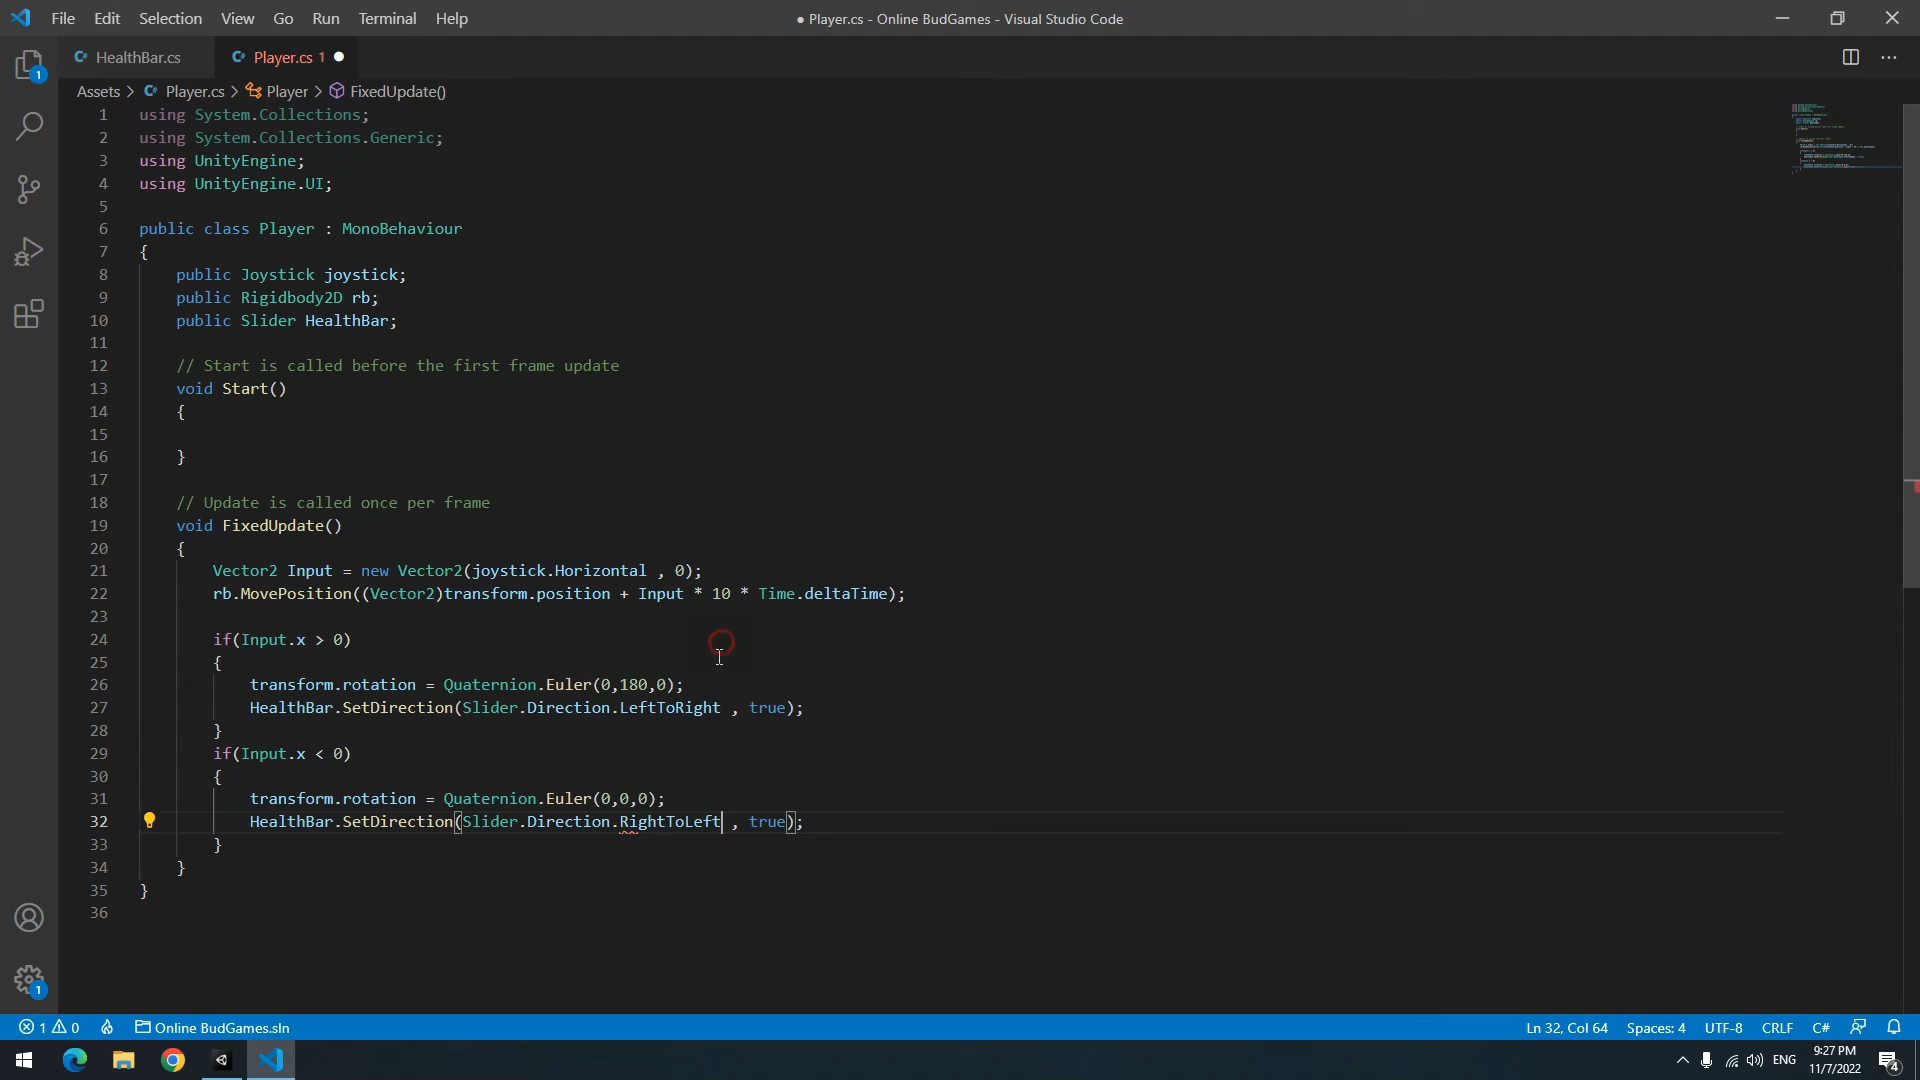 File Edit Selection View Go Run Terminal Help
● Player.cs - Online BudGames - Visual Studio Code
HealthBar.cs
Player.cs 1 ●
Assets > Player.cs > Player > FixedUpdate()
1 using System.Collections;
2 using System.Collections.Generic;
3 using UnityEngine;
4 using UnityEngine.UI;
5
6 public class Player : MonoBehaviour
7 {
8 public Joystick joystick;
9 public Rigidbody2D rb;
10 public Slider HealthBar;
11
12 // Start is called before the first frame update
13 void Start()
14 {
15
16 }
17
18 // Update is called once per frame
19 void FixedUpdate()
20 {
21 Vector2 Input = new Vector2(joystick.Horizontal , 0);
22 rb.MovePosition((Vector2)transform.position + Input * 10 * Time.deltaTime);
23
24 if(Input.x > 0)
25 {
26 transform.rotation = Quaternion.Euler(0,180,0);
27 HealthBar.SetDirection(Slider.Direction.LeftToRight , true);
28 }
29 if(Input.x < 0)
30 {
31 transform.rotation = Quaternion.Euler(0,0,0);
32 HealthBar.SetDirection(Slider.Direction.RightToLeft , true);
33 }
34 }
35 }
36
1
1
1 0 Online BudGames.sln Ln 32, Col 64 Spaces: 4 UTF-8 CRLF C#
ENG 9:27 PM
11/7/2022
4